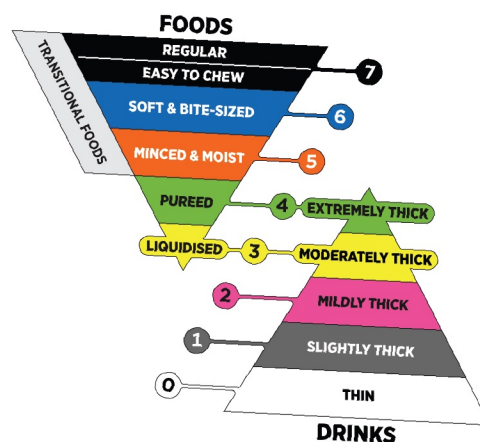 FOODS
REGULAR
7
EASY TO CHEW
TRANSITIONAL FOODS
SOFT & BITE-SIZED
6
MINCED & MOIST
5
PUREED
4
EXTREMELY THICK
LIQUIDISED
3
MODERATELY THICK
2
MILDLY THICK
1
SLIGHTLY THICK
0
THIN
DRINKS